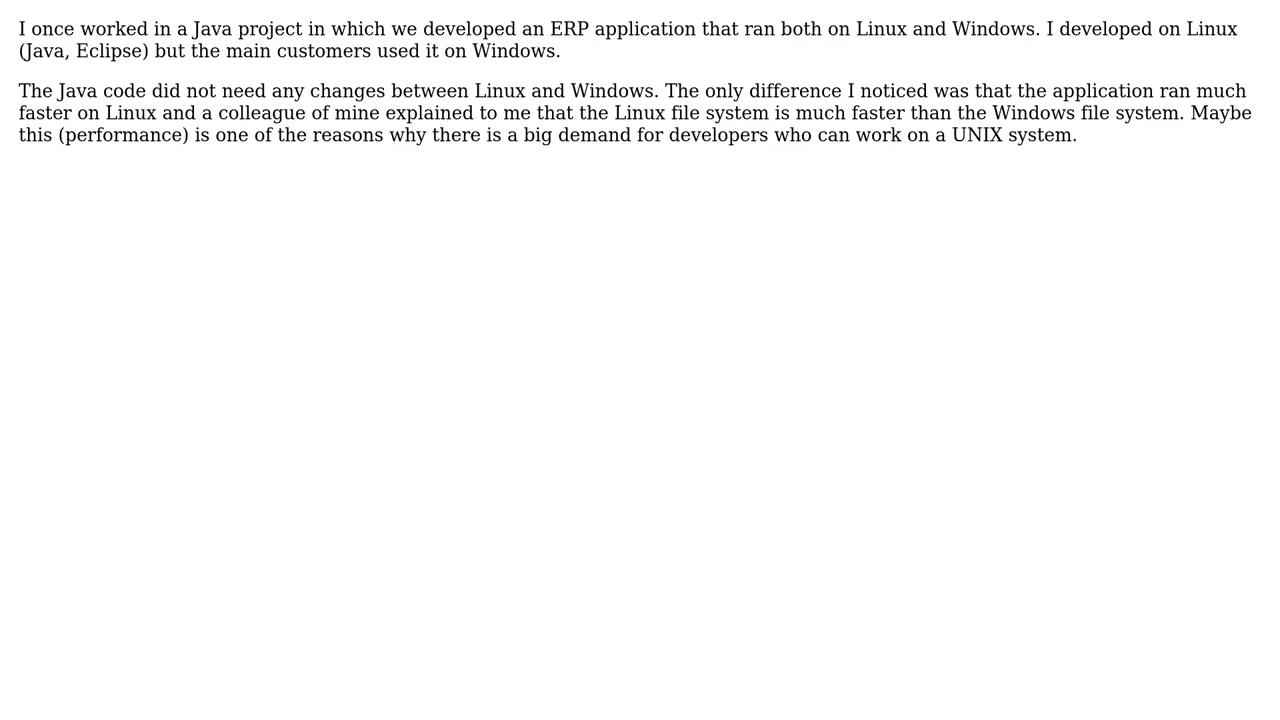 I once worked in a Java project in which we developed an ERP application that ran both on Linux and Windows. I developed on Linux
(Java, Eclipse) but the main customers used it on Windows.
The Java code did not need any changes between Linux and Windows. The only difference I noticed was that the application ran much
faster on Linux and a colleague of mine explained to me that the Linux file system is much faster than the Windows file system. Maybe
this (performance) is one of the reasons why there is a big demand for developers who can work on a UNIX system.